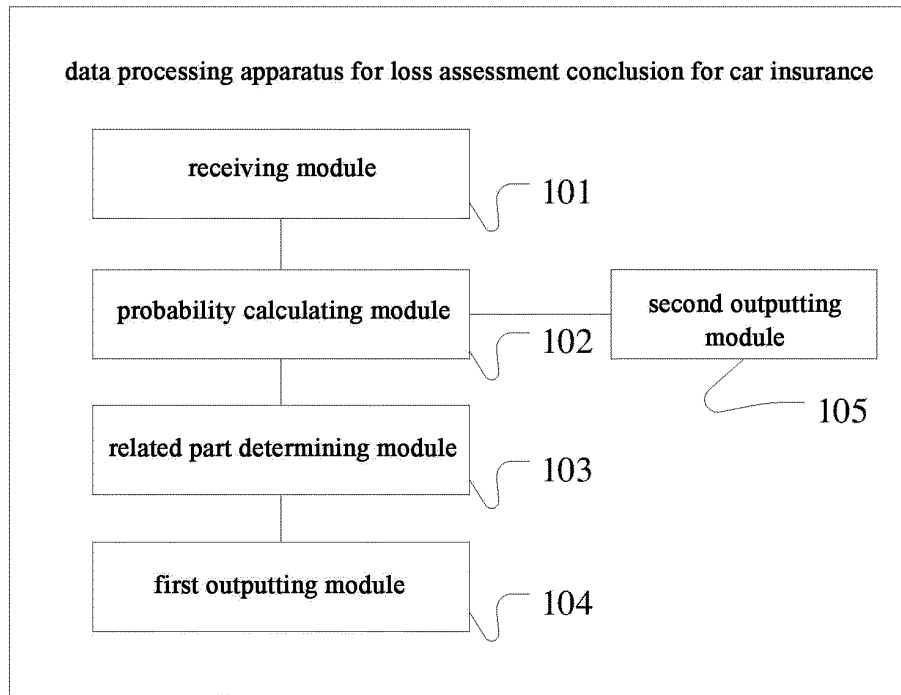 data processing apparatus for loss assessment conclusion for car insurance
receiving module
101
probability calculating module
102
second outputting
module
105
related part determining module
103
first outputting module
104